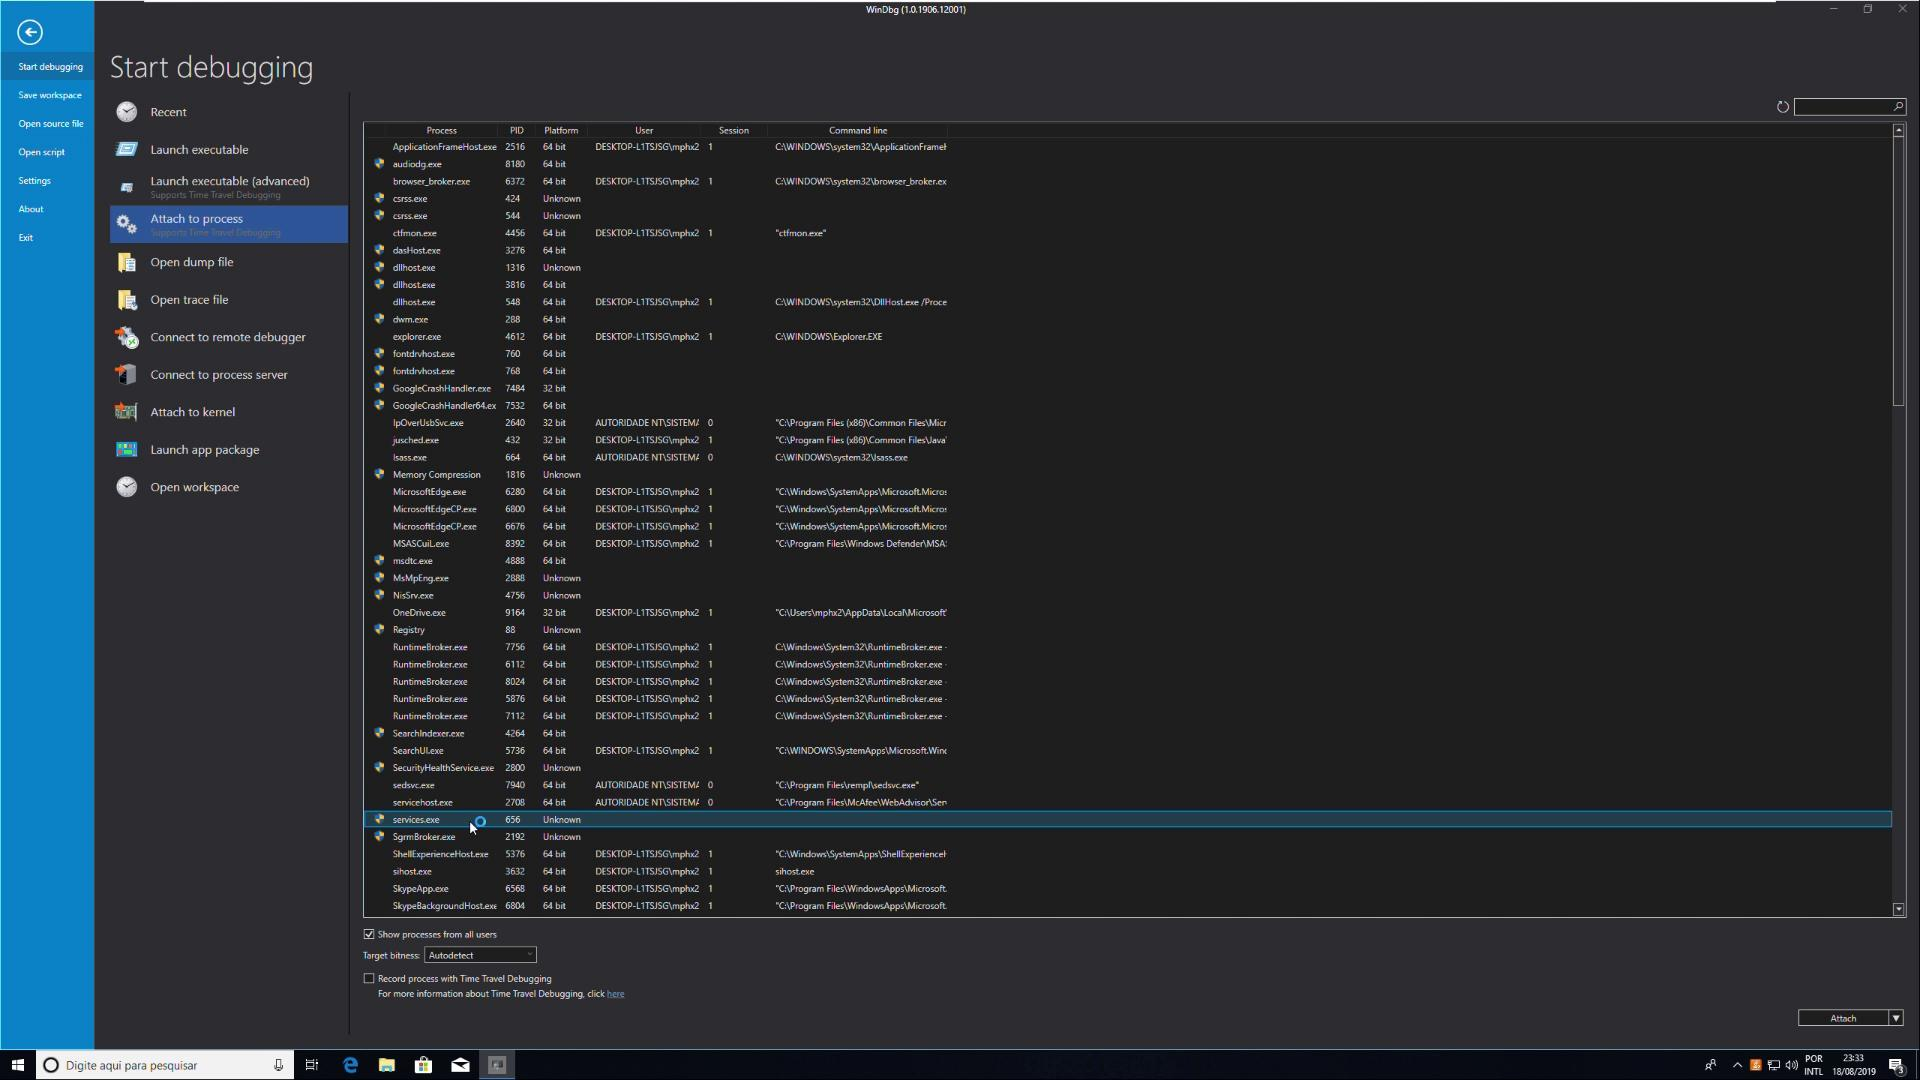 WinDbg (1.0.1906.12001)
Start debugging
Save workspace
Open source file
Open script
Settings
About
Exit
Start debugging
Recent
Launch executable
Launch executable (advanced)
Supports Time Travel Debugging
Attach to process
Supports Time Travel Debugging
Open dump file
Open trace file
Connect to remote debugger
Connect to process server
Attach to kernel
Launch app package
Open workspace
Process PID Platform User Session Command line
ApplicationFrameHost.exe 2516 64 bit DESKTOP-L1TSJSG\mphx2 1 C:\WINDOWS\system32\ApplicationFrameH
audiodg.exe 8180 64 bit
browser_broker.exe 6372 64 bit DESKTOP-L1TSJSG\mphx2 1 C:\WINDOWS\system32\browser_broker.ex
csrss.exe 424 Unknown
csrss.exe 544 Unknown
ctfmon.exe 4456 64 bit DESKTOP-L1TSJSG\mphx2 1 "ctfmon.exe"
dasHost.exe 3276 64 bit
dllhost.exe 1316 Unknown
dllhost.exe 3816 64 bit
dllhost.exe 548 64 bit DESKTOP-L1TSJSG\mphx2 1 C:\WINDOWS\system32\DllHost.exe /Proce
dwm.exe 288 64 bit
explorer.exe 4612 64 bit DESKTOP-L1TSJSG\mphx2 1 C:\WINDOWS\Explorer.EXE
fontdrvhost.exe 760 64 bit
fontdrvhost.exe 768 64 bit
GoogleCrashHandler.exe 7484 32 bit
GoogleCrashHandler64.ex 7532 64 bit
IpOverUsbSvc.exe 2640 32 bit AUTORIDADE NT\SISTEMA 0 "C:\Program Files (x86)\Common Files\Micr
jusched.exe 432 32 bit DESKTOP-L1TSJSG\mphx2 1 "C:\Program Files (x86)\Common Files\Java\
lsass.exe 664 64 bit AUTORIDADE NT\SISTEMA 0 C:\WINDOWS\system32\lsass.exe
Memory Compression 1816 Unknown
MicrosoftEdge.exe 6280 64 bit DESKTOP-L1TSJSG\mphx2 1 "C:\Windows\SystemApps\Microsoft.Micros
MicrosoftEdgeCP.exe 6800 64 bit DESKTOP-L1TSJSG\mphx2 1 "C:\Windows\SystemApps\Microsoft.Micros
MicrosoftEdgeCP.exe 6676 64 bit DESKTOP-L1TSJSG\mphx2 1 "C:\Windows\SystemApps\Microsoft.Micros
MSASCuiL.exe 8392 64 bit DESKTOP-L1TSJSG\mphx2 1 "C:\Program Files\Windows Defender\MSAS
msdtc.exe 4888 64 bit
MsMpEng.exe 2888 Unknown
NisSrv.exe 4756 Unknown
OneDrive.exe 9164 32 bit DESKTOP-L1TSJSG\mphx2 1 "C:\Users\mphx2\AppData\Local\Microsoft\
Registry 88 Unknown
RuntimeBroker.exe 7756 64 bit DESKTOP-L1TSJSG\mphx2 1 C:\Windows\System32\RuntimeBroker.exe -
RuntimeBroker.exe 6112 64 bit DESKTOP-L1TSJSG\mphx2 1 C:\Windows\System32\RuntimeBroker.exe -
RuntimeBroker.exe 8024 64 bit DESKTOP-L1TSJSG\mphx2 1 C:\Windows\System32\RuntimeBroker.exe -
RuntimeBroker.exe 5876 64 bit DESKTOP-L1TSJSG\mphx2 1 C:\Windows\System32\RuntimeBroker.exe -
RuntimeBroker.exe 7112 64 bit DESKTOP-L1TSJSG\mphx2 1 C:\Windows\System32\RuntimeBroker.exe -
SearchIndexer.exe 4264 64 bit
SearchUI.exe 5736 64 bit DESKTOP-L1TSJSG\mphx2 1 "C:\WINDOWS\SystemApps\Microsoft.Winc
SecurityHealthService.exe 2800 Unknown
sedsvc.exe 7940 64 bit AUTORIDADE NT\SISTEMA 0 "C:\Program Files\rempl\sedsvc.exe"
servicehost.exe 2708 64 bit AUTORIDADE NT\SISTEMA 0 "C:\Program Files\McAfee\WebAdvisor\Serv
services.exe 656 Unknown
SgrmBroker.exe 2192 Unknown
ShellExperienceHost.exe 5376 64 bit DESKTOP-L1TSJSG\mphx2 1 "C:\Windows\SystemApps\ShellExperienceH
sihost.exe 3632 64 bit DESKTOP-L1TSJSG\mphx2 1 sihost.exe
SkypeApp.exe 6568 64 bit DESKTOP-L1TSJSG\mphx2 1 "C:\Program Files\WindowsApps\Microsoft.
SkypeBackgroundHost.exe 6804 64 bit DESKTOP-L1TSJSG\mphx2 1 "C:\Program Files\WindowsApps\Microsoft.
Show processes from all users
Target bitness: Autodetect
Record process with Time Travel Debugging
For more information about Time Travel Debugging, click here
Attach
Digite aqui para pesquisar
POR
INTL
23:33
18/08/2019
3